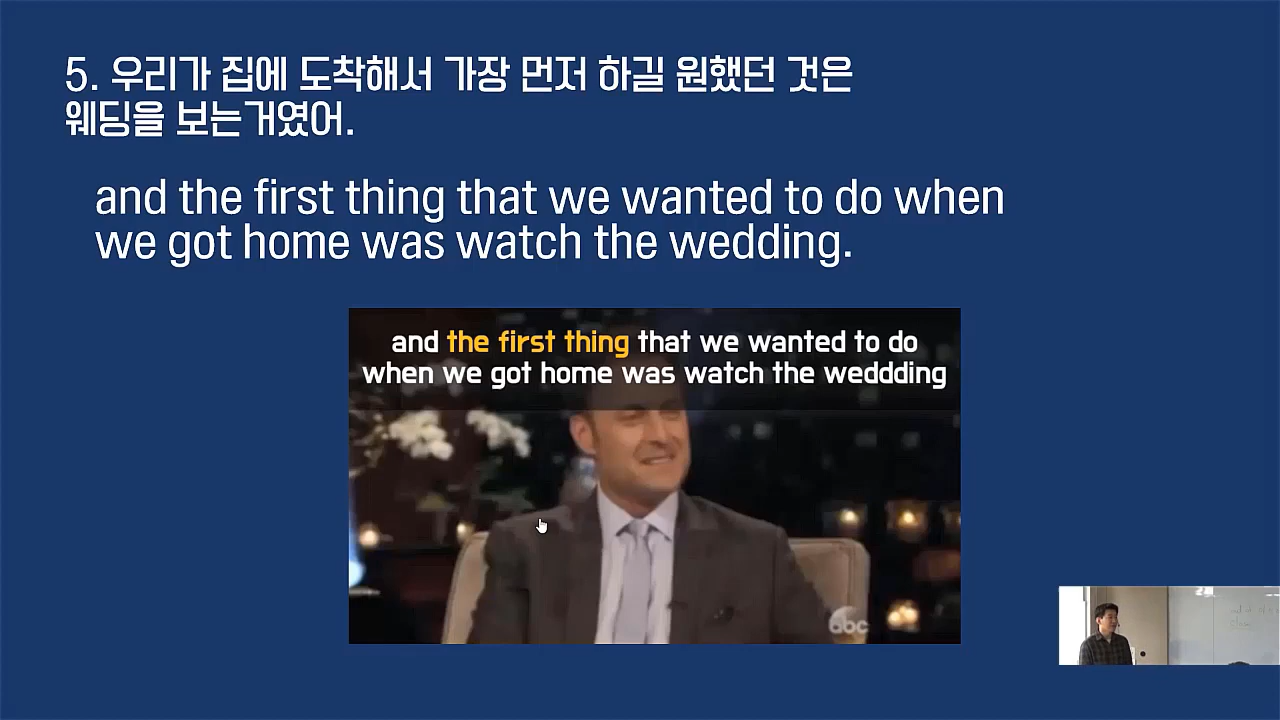 5. 우리가 집에 도착해서 가장 먼저 하길 원했던 것은
웨딩을 보는거였어.
and the first thing that we wanted to do when
we got home was watch the wedding.
and the first thing that we wanted to do
when we got home was watch the weddding
abc